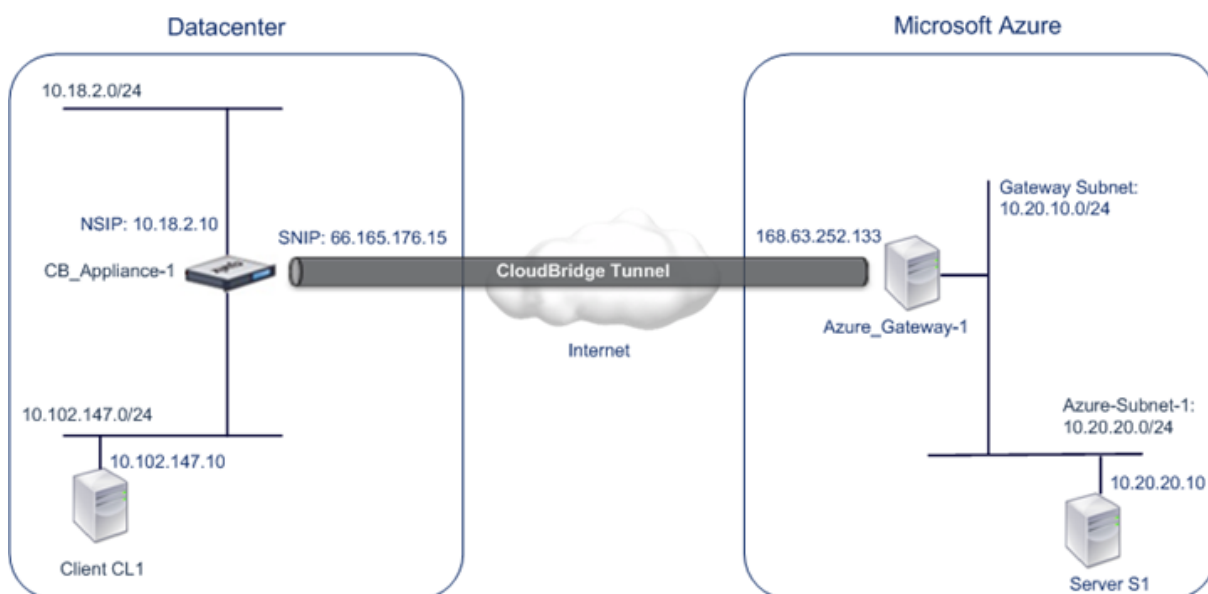 Datacenter
Microsoft Azure
10.18.2.0/24
NSIP: 10.18.2.10
SNIP: 66.165.176.15
CB_Appliance-1
CloudBridge Tunnel
Internet
168.63.252.133
Gateway Subnet:
10.20.10.0/24
Azure_Gateway-1
10.102.147.0/24
10.102.147.10
Client CL1
Azure-Subnet-1:
10.20.20.0/24
10.20.20.10
Server S1